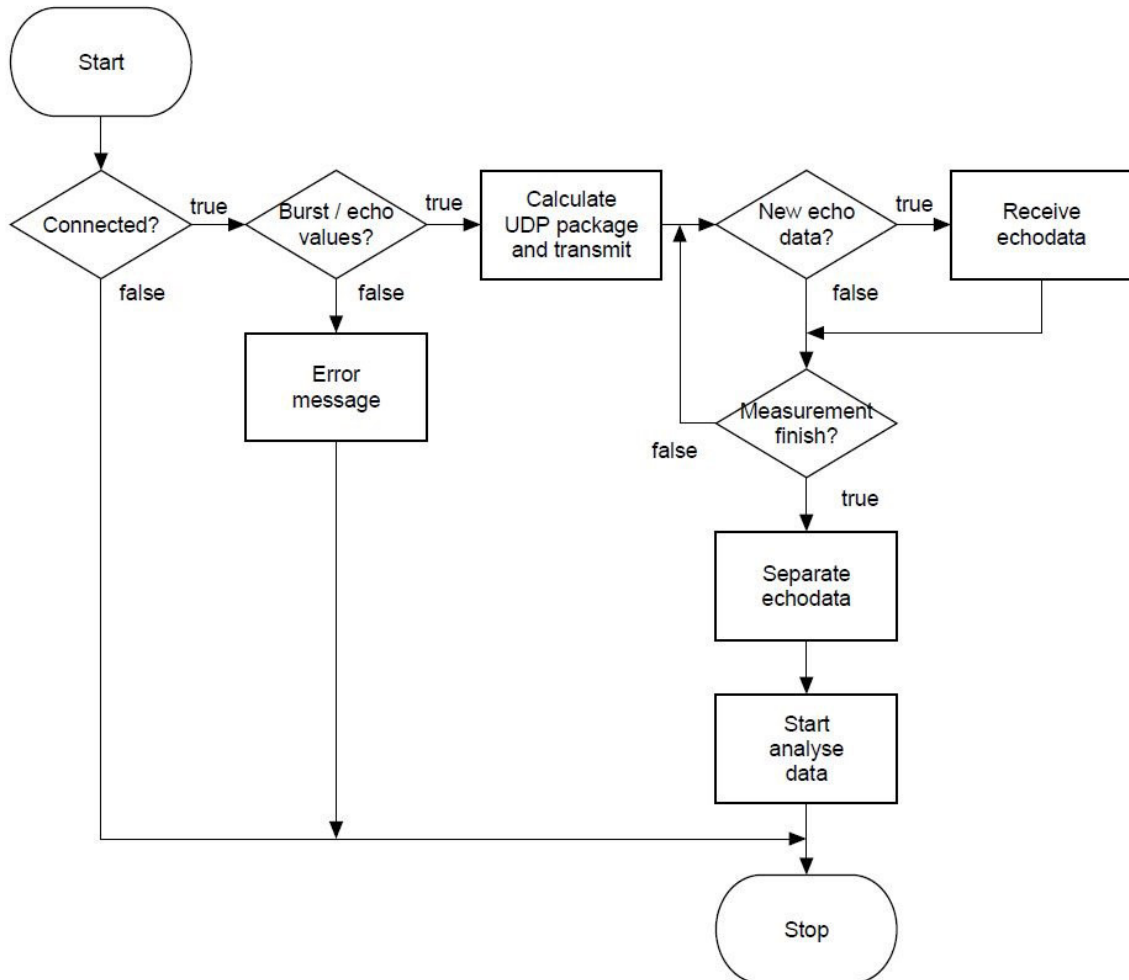 Start
Connected?
true
false
Burst / echo
values?
true
false
Error
message
Calculate
UDP package
and transmit
New echo
data?
true
false
Receive
echodata
Measurement
finish?
false
true
Separate
echodata
Start
analyse
data
Stop